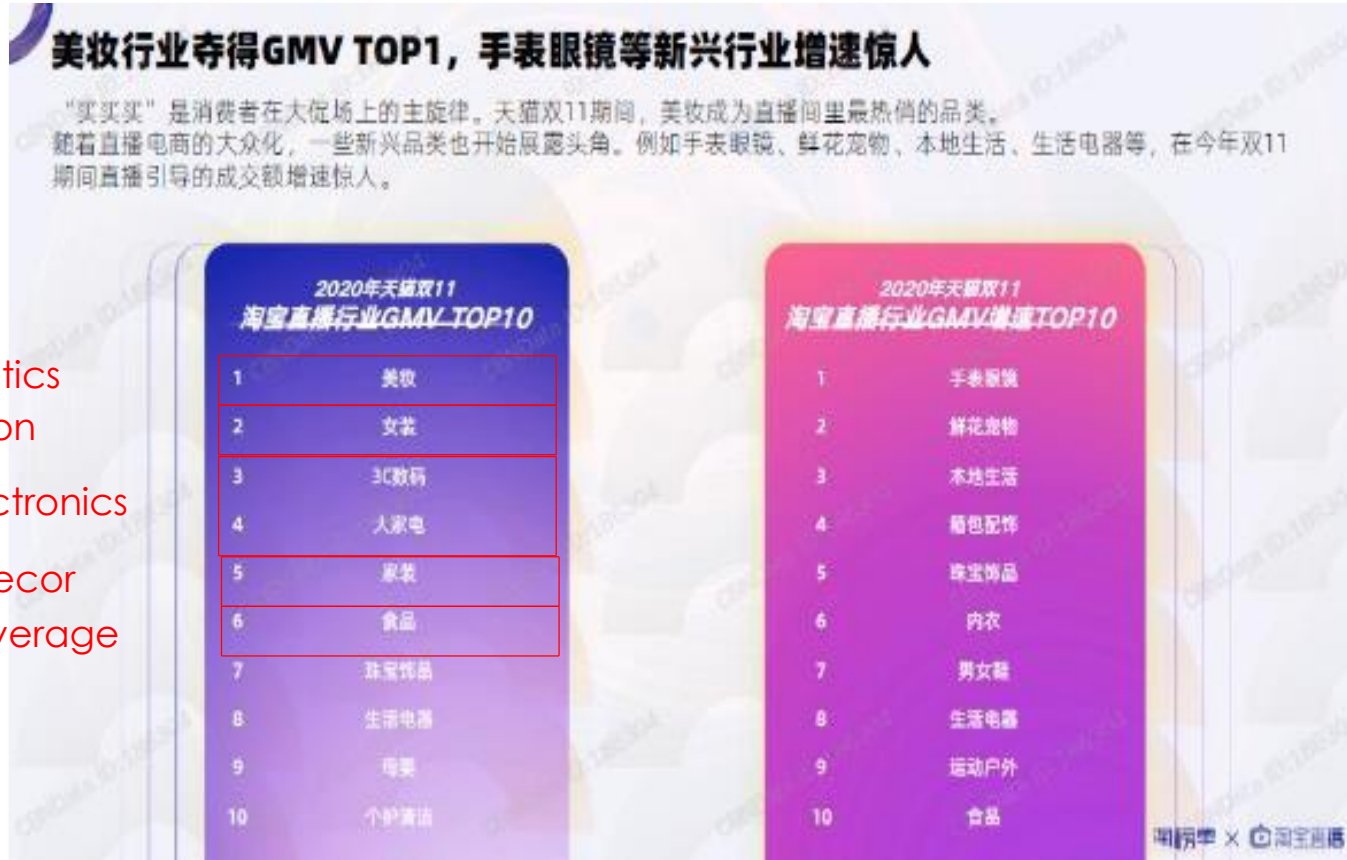 美妆行业夺得GMV TOP1，手表眼镜等新兴行业增速惊人
“买买买”是消费者在大促场上的主旋律。天猫双11期间，美妆成为直播间里最热俏的品类。
随着直播电商的大众化，一些新兴品类也开始展露头角。例如手表眼镜、鲜花宠物、本地生活、生活电器等，在今年双11
期间直播引导的成交额增速惊人。
2020年天猫双11
淘宝直播行业GMV TOP10
tics
on
ctronics
ecor
verage
1 美妆
2 女装
3 3C数码
4 大家电
5 家装
6 食品
7 珠宝饰品
8 生活电器
9 母婴
10 个护清洁
2020年天猫双11
淘宝直播行业GMV增速TOP10
1 手表眼镜
2 鲜花宠物
3 本地生活
4 箱包配饰
5 珠宝饰品
6 内衣
7 男女鞋
8 生活电器
9 运动户外
10 食品
淘榜单 × 淘宝直播